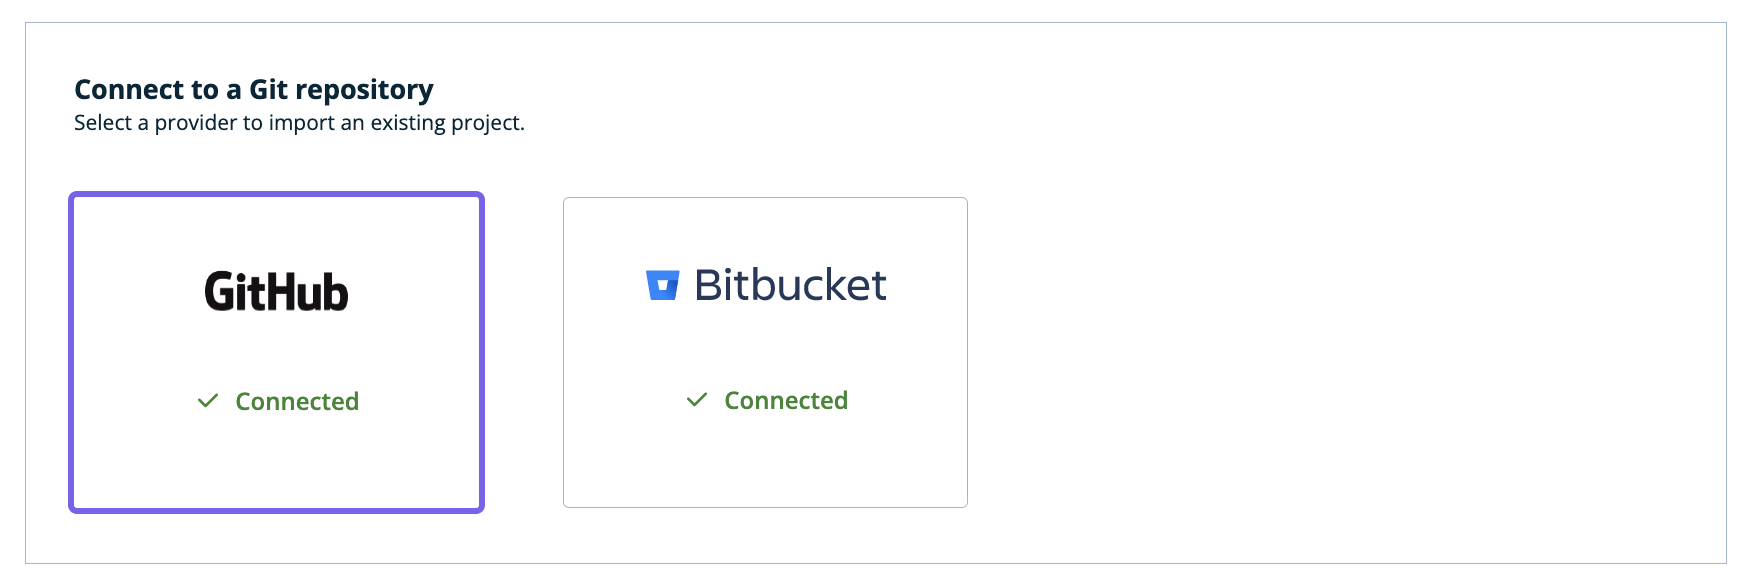 Connect to a Git repository
Select a provider to import an existing project.
GitHub
Bitbucket
Connected
Connected